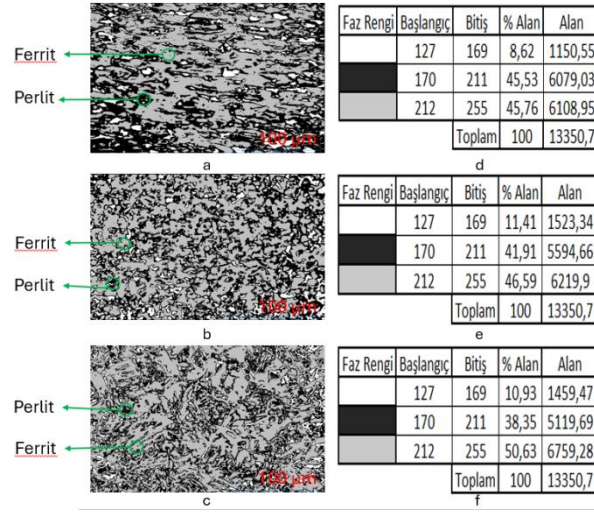 Ferrit
Perlit
100 µm
a
Faz Rengi Başlangıç Bitiş % Alan Alan
127 169 8,62 1150,55
170 211 45,53 6079,03
212 255 45,76 6108,95
Toplam 100 13350,7
d
Ferrit
Perlit
100 µm
b
Faz Rengi Başlangıç Bitiş % Alan Alan
127 169 11,41 1523,34
170 211 41,91 5594,66
212 255 46,59 6219,9
Toplam 100 13350,7
e
Perlit
Ferrit
100 µm
c
Faz Rengi Başlangıç Bitiş % Alan Alan
127 169 10,93 1459,47
170 211 38,35 5119,69
212 255 50,63 6759,28
Toplam 100 13350,7
f